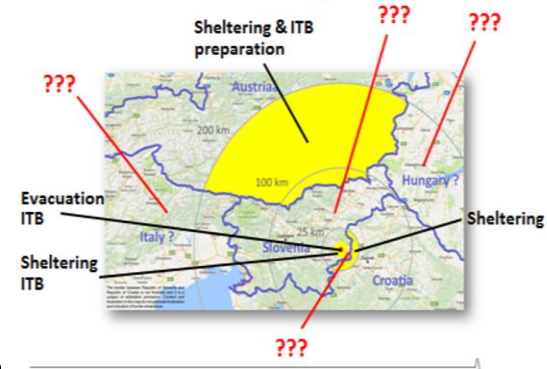 ???
???
Sheltering & ITB
preparation
???
Austria
200 km
100 km
Hungary ?
Evacuation
ITB
Sheltering
25 km
Italy ?
Slovenia
Sheltering
ITB
Croatia
???